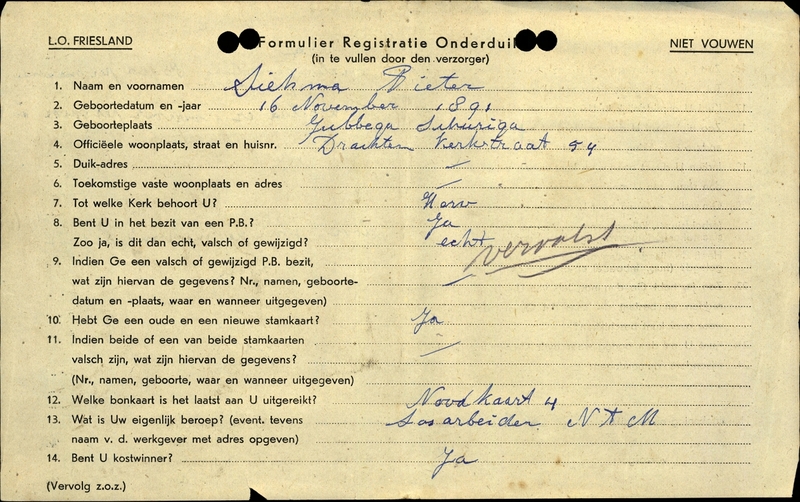 L.O. FRIESLAND
Formulier Registratie Onderduik
NIET VOUWEN
(in te vullen door den verzorger)
1. Naam en voornamen Siekma Pieter
2. Geboortedatum en -jaar 16 November 1891
3. Geboorteplaats Jubbega Schuriga
4. Officiëele woonplaats, straat en huisnr. Drachten Kerkstraat 54
5. Duik-adres —
6. Toekomstige vaste woonplaats en adres —
7. Tot welke Kerk behoort U? Herv
8. Bent U in het bezit van een P.B.? Ja
Zoo ja, is dit dan echt, valsch of gewijzigd? echt vervalst
9. Indien Ge een valsch of gewijzigd P.B. bezit,
wat zijn hiervan de gegevens? Nr., namen, geboorte- —
datum en -plaats, waar en wanneer uitgegeven)
10. Hebt Ge een oude en een nieuwe stamkaart? Ja
11. Indien beide of een van beide stamkaarten —
valsch zijn, wat zijn hiervan de gegevens?
(Nr., namen, geboorte, waar en wanneer uitgegeven)
12. Welke bonkaart is het laatst aan U uitgereikt? Noodkaart 4
13. Wat is Uw eigenlijk beroep? (event. tevens Losarbeider N T M
naam v. d. werkgever met adres opgeven)
14. Bent U kostwinner? Ja
(Vervolg z.o.z.)